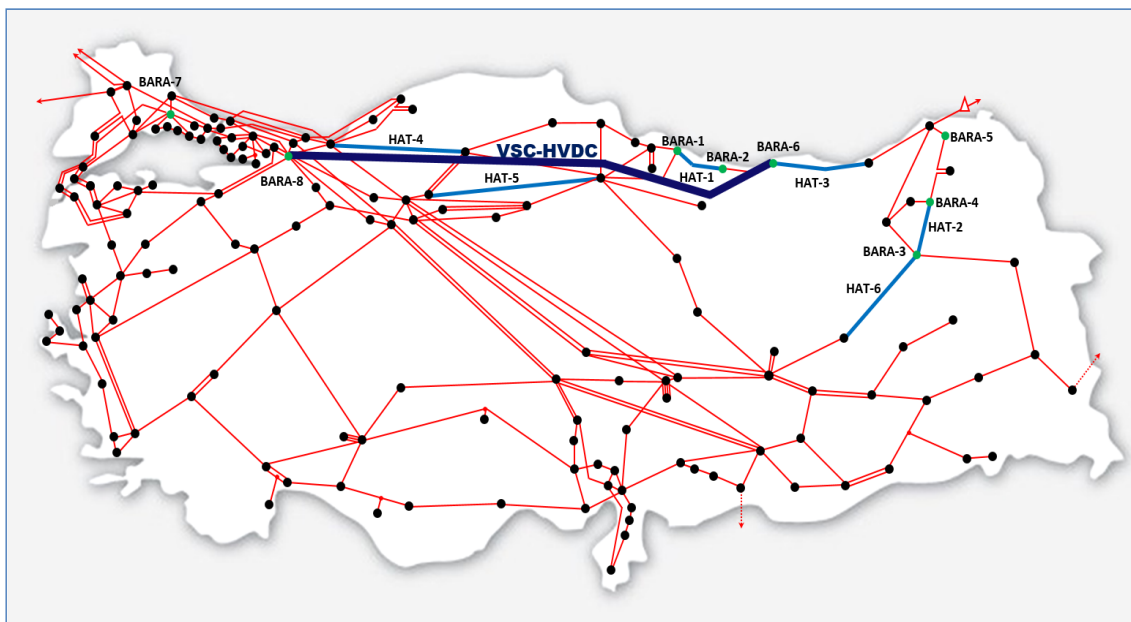 BARA-7
HAT-4
VSC-HVDC
BARA-1
BARA-2
BARA-6
BARA-5
HAT-1
HAT-3
HAT-5
BARA-8
BARA-4
HAT-2
BARA-3
HAT-6